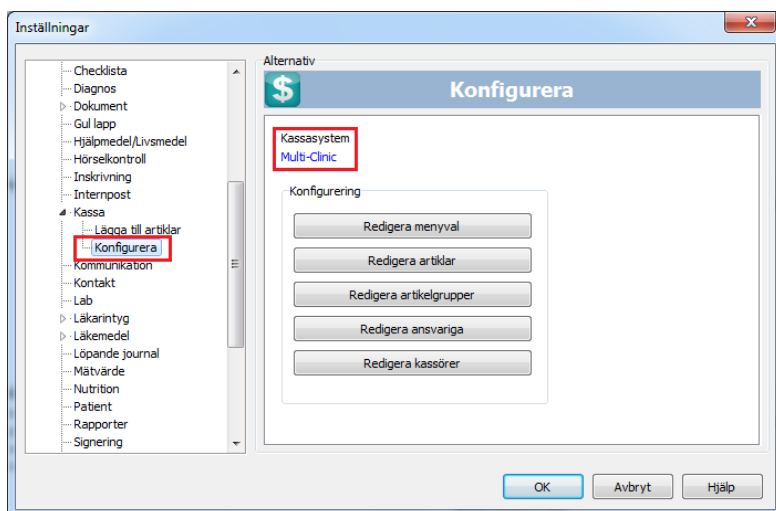 Inställningar
Checklista
Diagnos
Dokument
Gul lapp
Hjälpmedel/Livsmedel
Hörselkontroll
Inskrivning
Internpost
Kassa
Lägga till artiklar
Konfigurera
Kommunikation
Kontakt
Lab
Läkarintyg
Läkemedel
Löpande journal
Mätvärde
Nutrition
Patient
Rapporter
Signering
Alternativ
$ Konfigurera
Kassasystem
Multi-Clinic
Konfigurering
Redigera menyval
Redigera artiklar
Redigera artikelgrupper
Redigera ansvariga
Redigera kassörer
OK Avbryt Hjälp